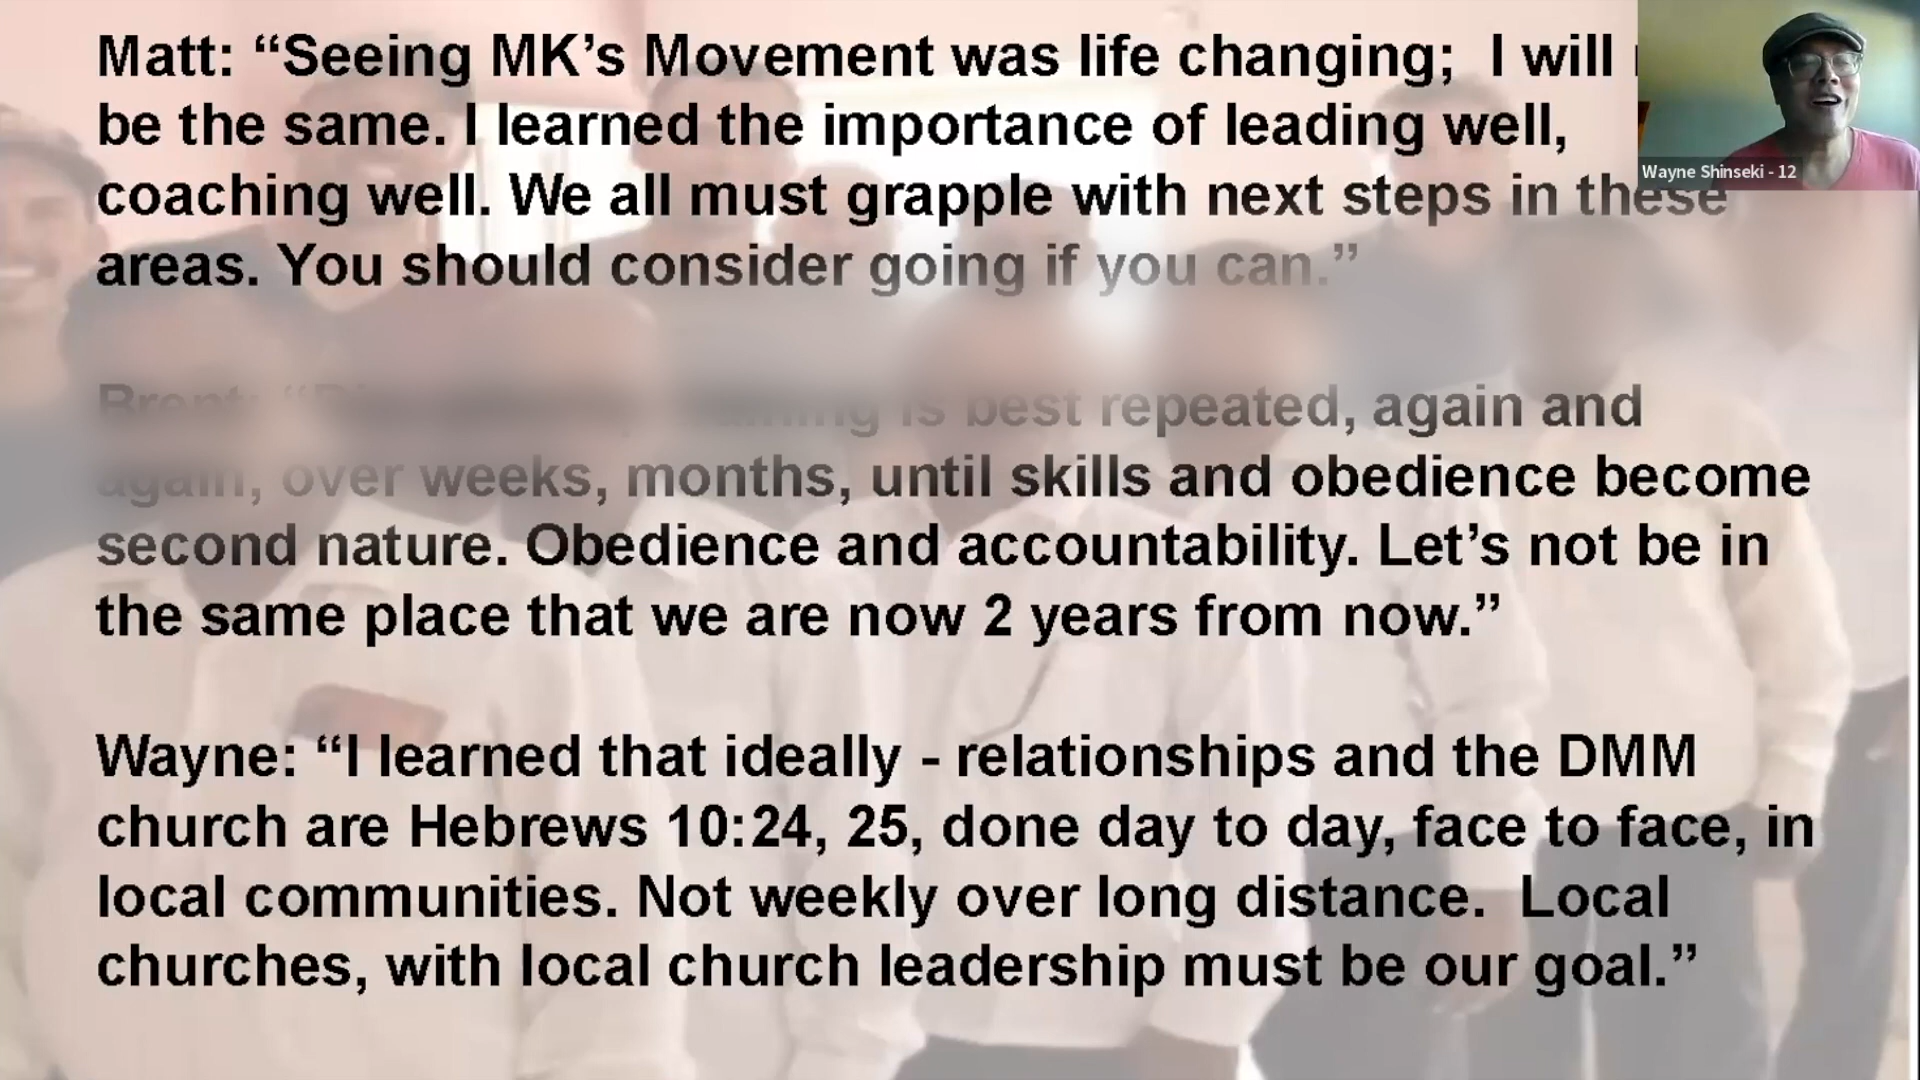 Matt: “Seeing MK’s Movement was life changing;  I will
be the same. I learned the importance of leading well,
coaching well. We all must grapple with next steps in these
areas. You should consider going if you can.”
Brent: is best repeated, again and
again, over weeks, months, until skills and obedience become
second nature. Obedience and accountability. Let’s not be in
the same place that we are now 2 years from now.”
Wayne: “I learned that ideally - relationships and the DMM
church are Hebrews 10:24, 25, done day to day, face to face, in
local communities. Not weekly over long distance.  Local
churches, with local church leadership must be our goal.”
Wayne Shinseki - 12